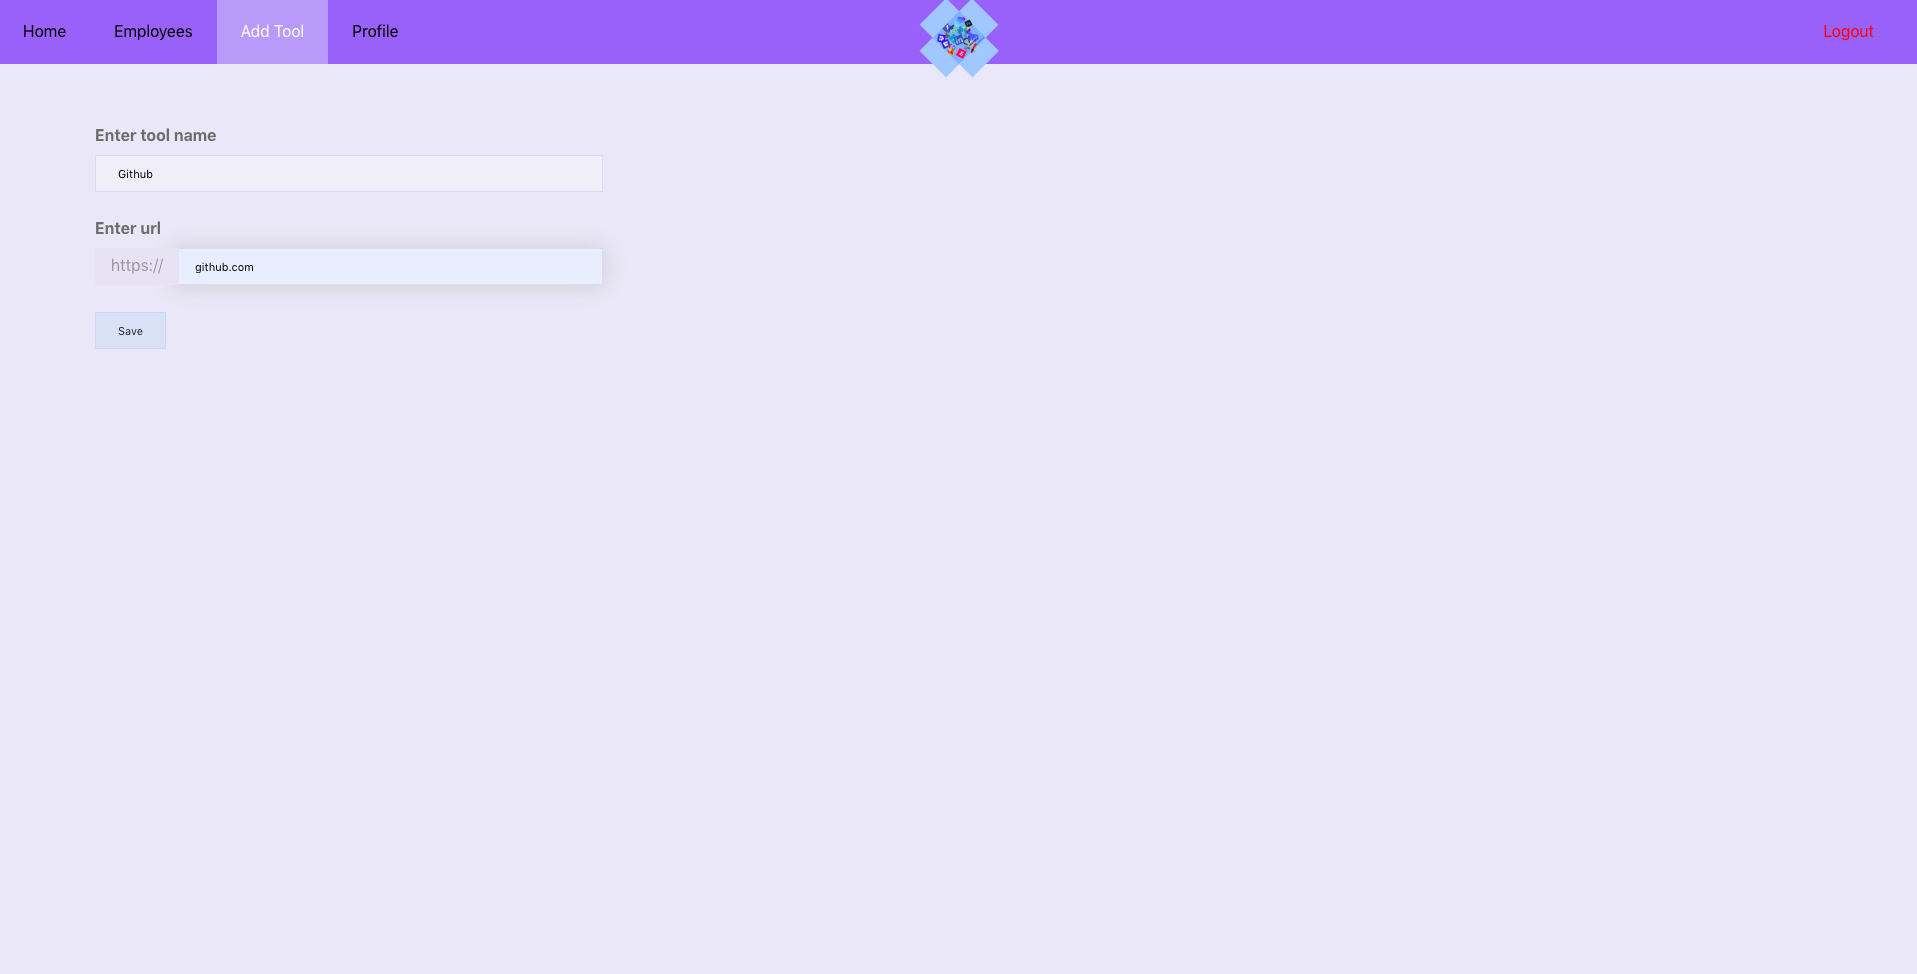 Home Employees Add Tool Profile Logout
Enter tool name
Github
Enter url
https:// github.com
Save